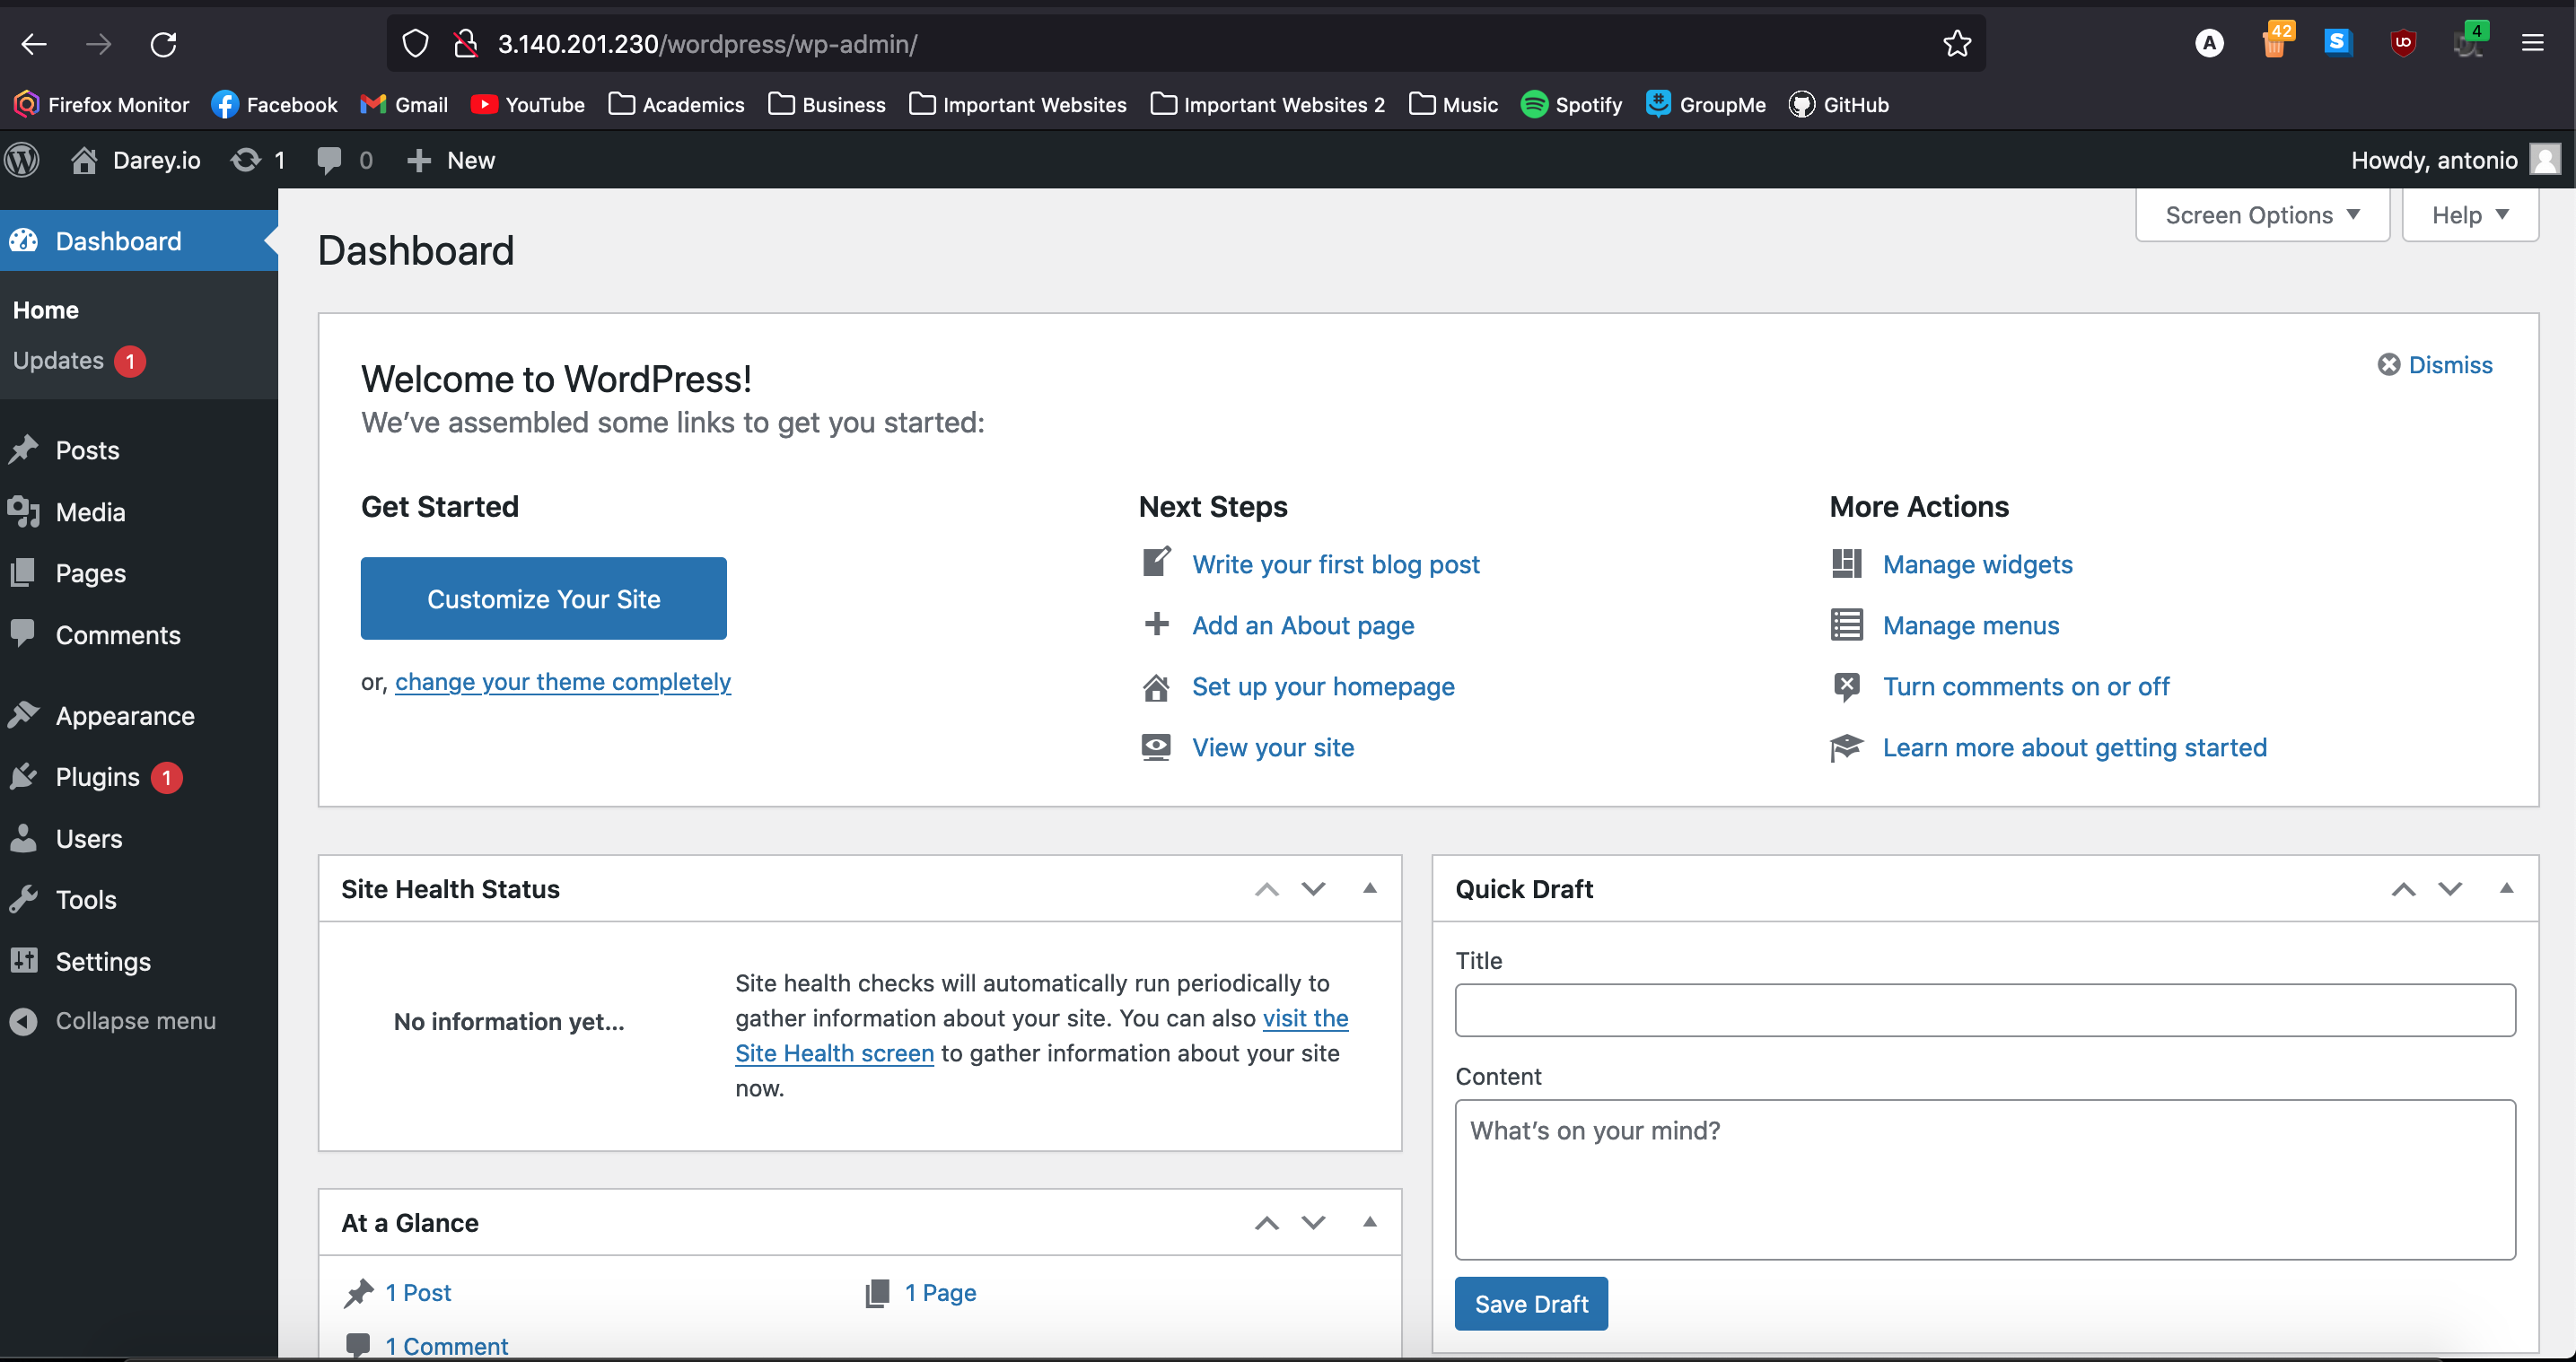 3.140.201.230/wordpress/wp-admin/
42
S
4
A
Firefox Monitor Facebook Gmail YouTube Academics Business Important Websites Important Websites 2 Music Spotify GroupMe GitHub
Darey.io 1 0 New Howdy, antonio
Screen Options Help
Dashboard
Home
Updates 1
Posts
Media
Pages
Comments
Appearance
Plugins 1
Users
Tools
Settings
Collapse menu
Dashboard
Welcome to WordPress!
Dismiss
We’ve assembled some links to get you started:
Get Started
Customize Your Site
or, change your theme completely
Next Steps
Write your first blog post
Add an About page
Set up your homepage
View your site
More Actions
Manage widgets
Manage menus
Turn comments on or off
Learn more about getting started
Site Health Status
No information yet...
Site health checks will automatically run periodically to
gather information about your site. You can also visit the
Site Health screen to gather information about your site
now.
At a Glance
1 Post
1 Page
1 Comment
Quick Draft
Title
Content
What’s on your mind?
Save Draft